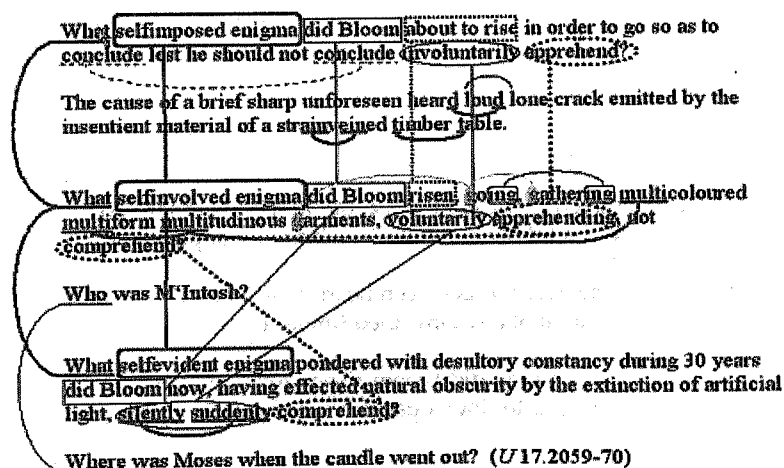 What selfimposed enigma did Bloom about to rise in order to go so as to
conclude lest he should not conclude involuntarily apprehend?
The cause of a brief sharp unforeseen heard loud lone crack emitted by the
insentient material of a strainveined timber table.
What selfinvolved enigma did Bloom risen, going, gathering multicoloured
multiform multitudinous garments, voluntarily apprehending, not
comprehend?
Who was M‘Intosh?
What selfevident enigma pondered with desultory constancy during 30 years
did Bloom now, having effected natural obscurity by the extinction of artificial
light, silently suddenly comprehend?
Where was Moses when the candle went out? (U 17.2059-70)